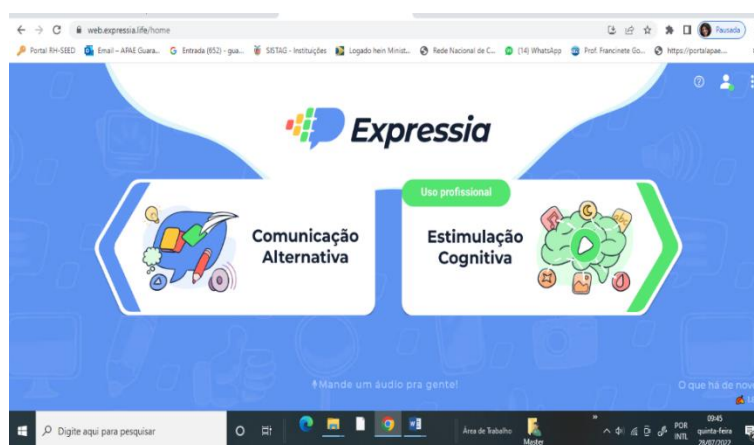 web.expressia.life/home
Pausada
Portal RH-SEED
Email – APAE Guara...
Entrada (652) - gua...
SISTAG - Instituições
Logado hein Minist...
Rede Nacional de C...
(14) WhatsApp
Prof. Francinete Go...
https://portalapae...
Expressia
Uso profissional
Comunicação
Alternativa
Estimulação
Cognitiva
abc
Mande um áudio pra gente!
O que há de nov
Digite aqui para pesquisar
Área de Trabalho
Master
POR
INTL
09:45
quinta-feira
28/07/2022